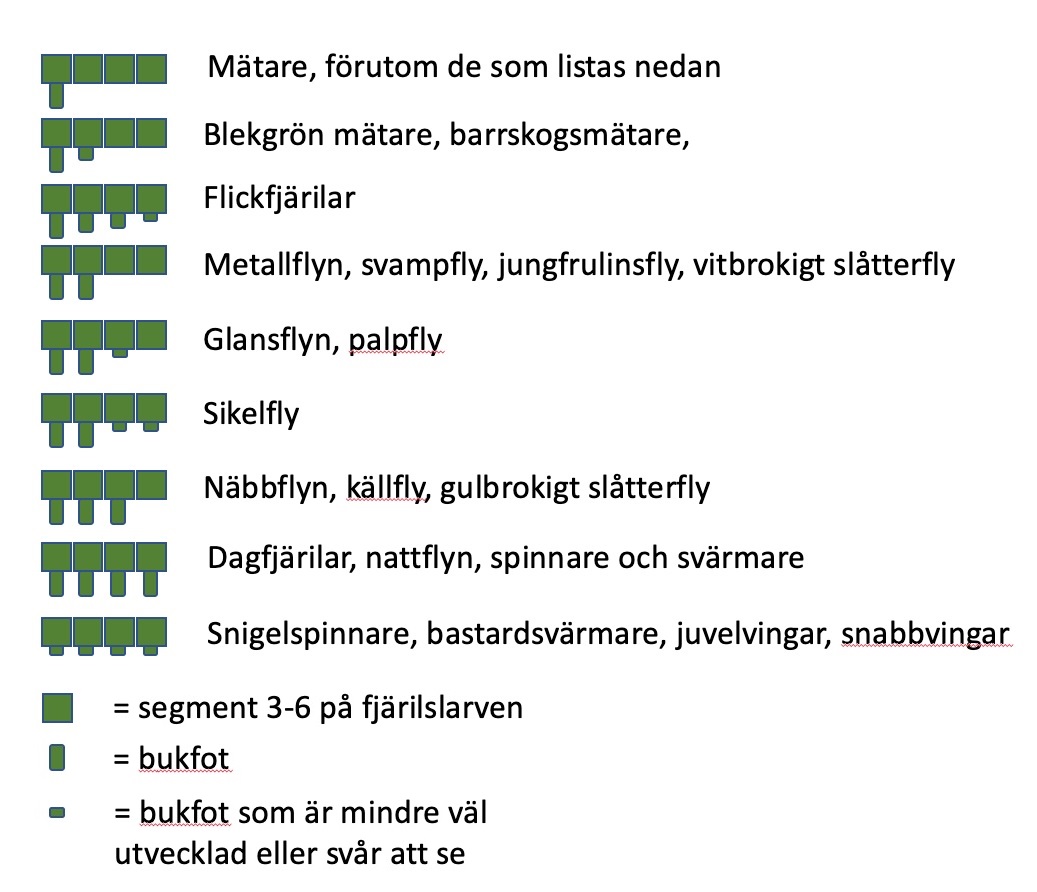 Mätare, förutom de som listas nedan
Blekgrön mätare, barrskogsmätare,
Flickfjärilar
Metallflyn, svampfly, jungfrulinsfly, vitbrokigt slåtterfly
Glansflyn, palpfly
Sikelfly
Näbbflyn, källfly, gulbrokigt slåtterfly
Dagfjärilar, nattflyn, spinnare och svärmare
Snigelspinnare, bastardsvärmare, juvelvingar, snabbvingar
= segment 3-6 på fjärilslarven
= bukfot
= bukfot som är mindre väl
utvecklad eller svår att se